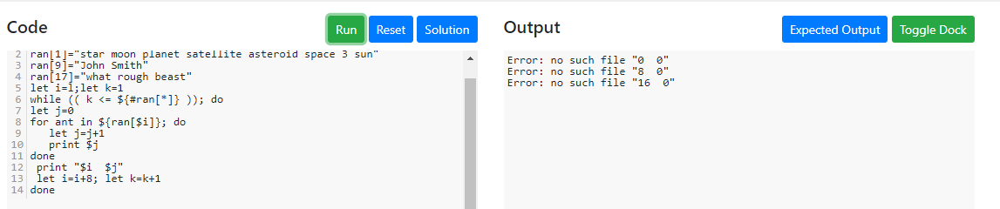 Code
Run Reset Solution
2 ran[1]="star moon planet satellite asteroid space 3 sun"
3 ran[9]="John Smith"
4 ran[17]="what rough beast"
5 let i=l;let k=1
6 while (( k <= ${#ran[*]} )); do
7 let j=0
8 for ant in ${ran[$i]}; do
9 let j=j+1
10 print $j
11 done
12 print "$i  $j"
13 let i=i+8; let k=k+1
14 done
Output
Expected Output Toggle Dock
Error: no such file "0  0"
Error: no such file "8  0"
Error: no such file "16  0"